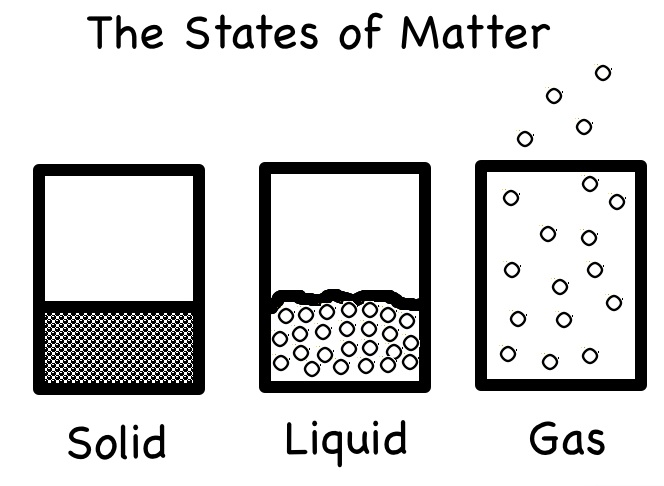 The States of Matter
Solid
Liquid
Gas